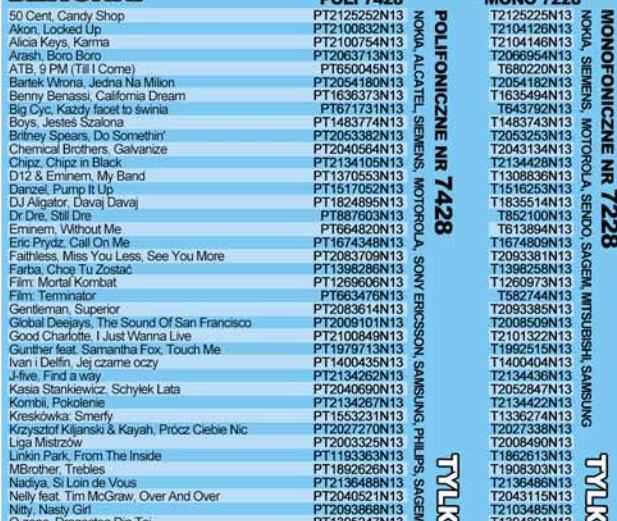 POLI 7428 MONO 7228
50 Cent, Candy Shop PT2125252N13 T2125225N13
Akon, Locked Up PT2100832N13 T2104126N13
Alicia Keys, Karma PT2100754N13 T2104146N13
Arash, Boro Boro PT2063713N13 T2066954N13
ATB, 9 PM (Till I Come) PT650045N13 T680220N13
Bartek Wrona, Jedna Na Milion PT2054180N13 T2054182N13
Benny Benassi, California Dream PT1636373N13 T1635494N13
Big Cyc, Każdy facet to świnia PT671731N13 T643792N13
Boys, Jesteś Szalona PT1483774N13 T1483743N13
Britney Spears, Do Somethin' PT2053382N13 T2053253N13
Chemical Brothers, Galvanize PT2040564N13 T2043134N13
Chipz, Chipz in Black PT2134105N13 T2134428N13
D12 & Eminem, My Band PT1370553N13 T1308836N13
Danzel, Pump It Up PT1517052N13 T1516253N13
DJ Aligator, Davaj Davaj PT1824895N13 T1835514N13
Dr Dre, Still Dre PT887603N13 T852100N13
Eminem, Without Me PT664820N13 T613894N13
Eric Prydz, Call On Me PT1674348N13 T1674809N13
Faithless, Miss You Less, See You More PT2083709N13 T2093381N13
Farba, Chcę Tu Zostać PT1398286N13 T1398258N13
Film: Mortal Kombat PT1269606N13 T1260973N13
Film: Terminator PT663476N13 T582744N13
Gentleman, Superior PT2083614N13 T2093385N13
Global Deejays, The Sound Of San Francisco PT2009101N13 T2008509N13
Good Charlotte, I Just Wanna Live PT2100849N13 T2101322N13
Gunther feat. Samantha Fox, Touch Me PT1979713N13 T1992515N13
Ivan i Delfin, Jej czarne oczy PT1400435N13 T1400404N13
J-five, Find a way PT2134262N13 T2134436N13
Kasia Stankiewicz, Schyłek Lata PT2040690N13 T2052847N13
Kombii, Pokolenie PT2134267N13 T2134422N13
Kreskówka: Smerfy PT1553231N13 T1336274N13
Krzysztof Kiljanski & Kayah, Prócz Ciebie Nic PT2027270N13 T2027338N13
Liga Mistrzów PT2003325N13 T2008490N13
Linkin Park, From The Inside PT1193363N13 T1862613N13
MBrother, Trebles PT1892626N13 T1908303N13
Nadiya, Si Loin de Vous PT2136488N13 T2136486N13
Nelly feat. Tim McGraw, Over And Over PT2040521N13 T2043115N13
Nitty, Nasty Girl PT2093868N13 T2103485N13
POLIFONICZNE NR 7428
NOKIA, ALCATEL, SIEMENS, MOTOROLA, SONY ERICSSON, SAMSUNG, PHILIPS, SAGEM
TYLK
MONOFONICZNE NR 7228
NOKIA, SIEMENS, MOTOROLA, SENDO, SAGEM, MITSUBISHI, SAMSUNG
TYLK